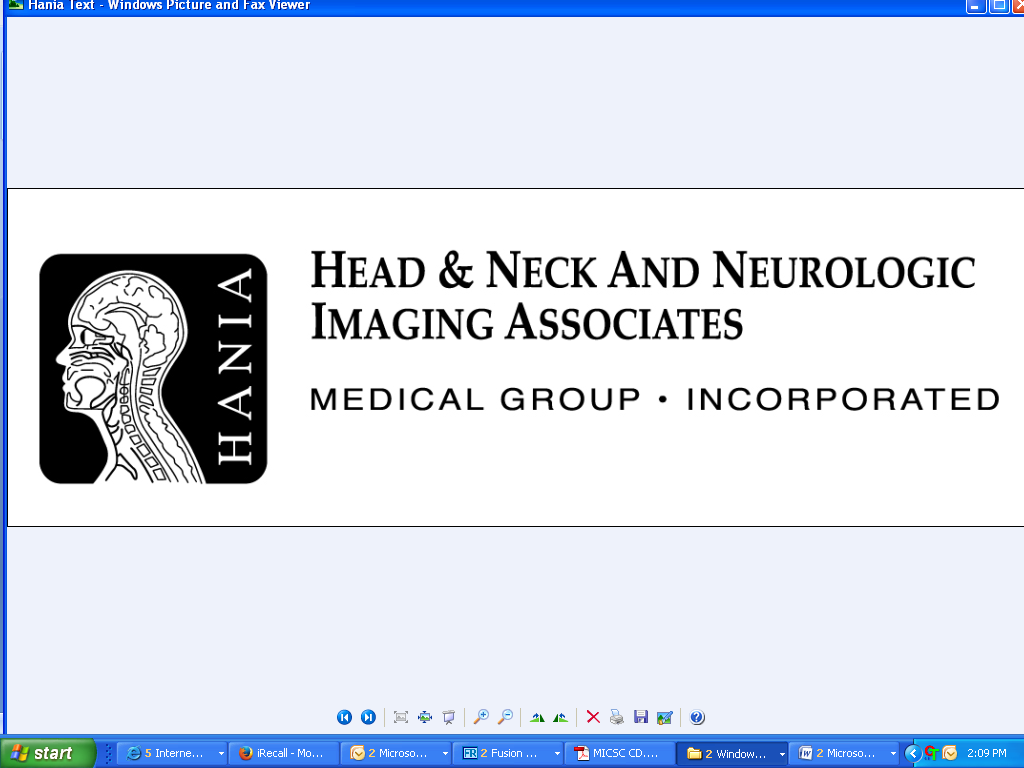 Hania Text - Windows Picture and Fax Viewer
HANIA
HEAD & NECK AND NEUROLOGIC
IMAGING ASSOCIATES
MEDICAL GROUP • INCORPORATED
start
5 Interne...
iRecall - Mo...
2 Microso...
2 Fusion ...
MICSC CD....
2 Window...
2 Microso...
2:09 PM